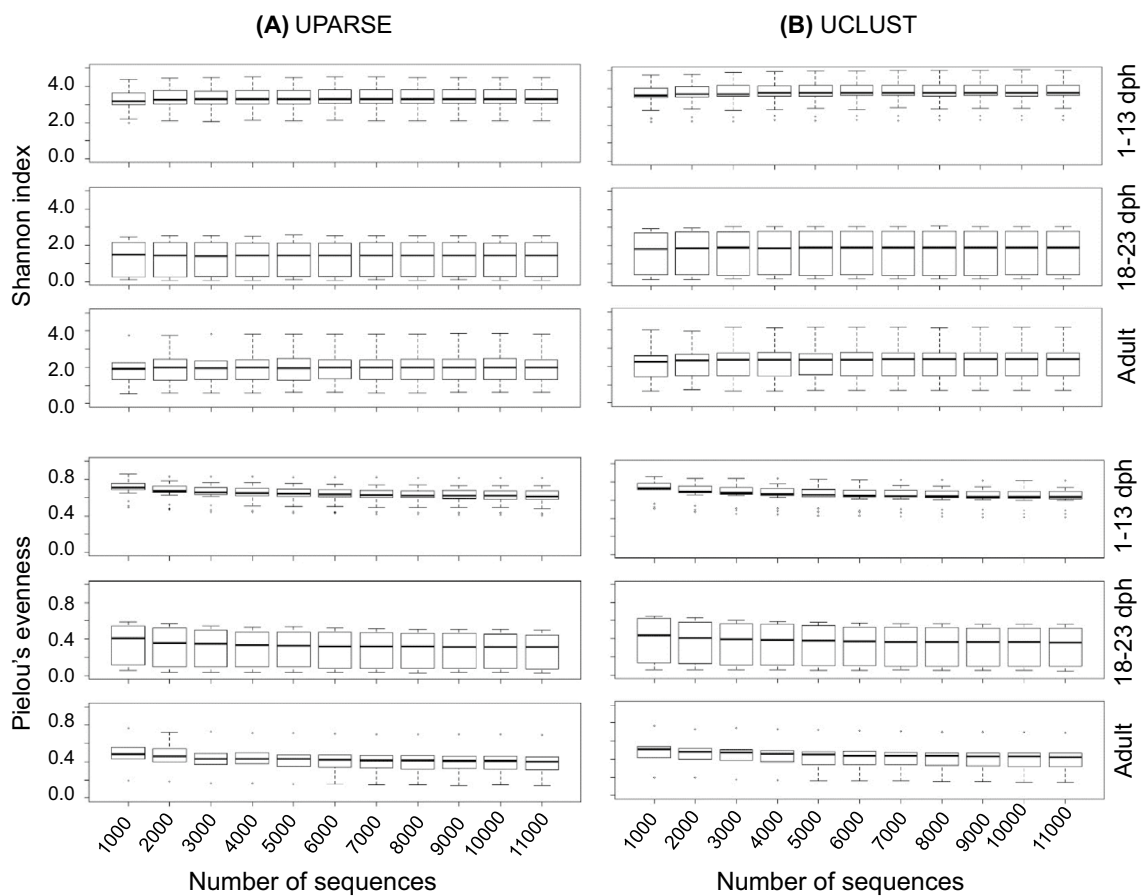 (A) UPARSE
(B) UCLUST
Shannon index
4.0
2.0
0.0
1-13 dph
4.0
2.0
0.0
18-23 dph
4.0
2.0
0.0
Adult
Pielou's evenness
0.8
0.4
0.0
1-13 dph
0.8
0.4
0.0
18-23 dph
0.8
0.4
0.0
Adult
1000 2000 3000 4000 5000 6000 7000 8000 9000 10000 11000
1000 2000 3000 4000 5000 6000 7000 8000 9000 10000 11000
Number of sequences
Number of sequences